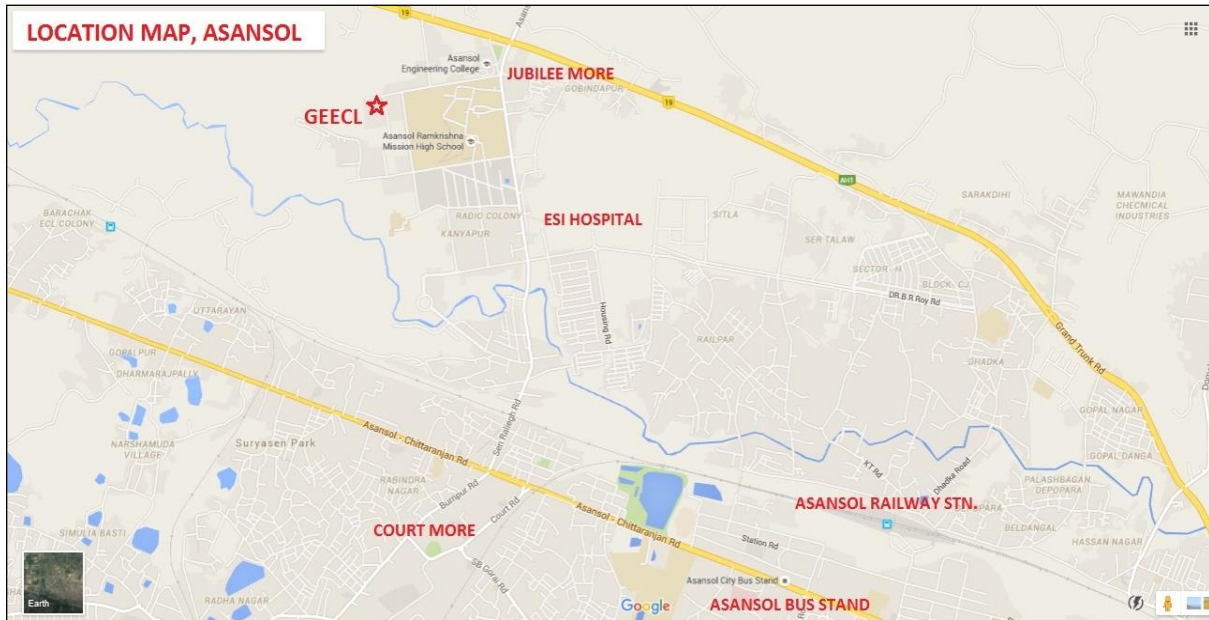 LOCATION MAP, ASANSOL
19
Asansol
Engineering College
JUBILEE MORE
GOBINDAPUR
19
GEECL
Asansol Ramkrishna
Mission High School
AH1
SARAKDIHI
MAWANDIA
CHECMICAL
INDUSTRIES
BARACHAK
ECL COLONY
RADIC COLONY
ESI HOSPITAL
SITLA
KANYAPUR
SER TALAW
SECTOR H
BLOCK CJ
DR.B.R Roy Rd
UTTARAYAN
Housing Rd
RAILPAR
Grand Trunk Rd
GOPALPUR
DHADKA
DHARMARAJPALLY
GOPAL NAGAR
Sen Raliegh Rd
Asansol - Chittaranjan Rd
NARSHAMUDA
VILLAGE
Suryasen Park
GOPAL DANGA
RABINDRA
NAGAR
KT Rd
Dhadka Road
PALASHBAGAN
DEPOPARA
Burnpur Rd
Court Rd
ASANSOL RAILWAY STN.
Asansol - Chittaranjan Rd
BELDANGAL
SIMULIA BASTI
COURT MORE
Station Rd
HASSAN NAGAR
SB Gorai Rd
Asansol City Bus Stand
Earth
RADHA NAGAR
Google
ASANSOL BUS STAND